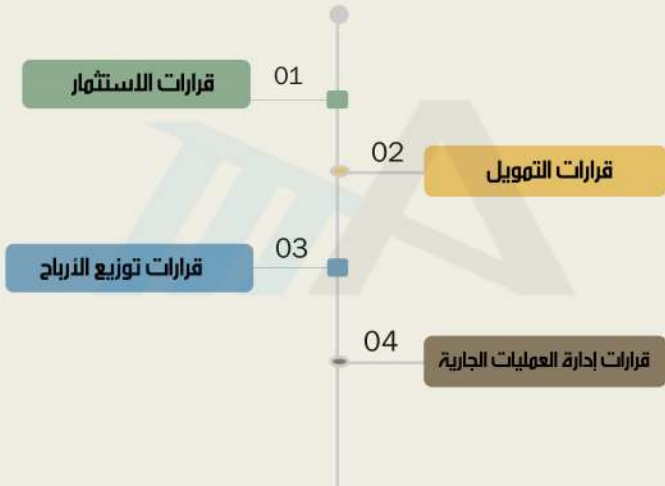 01
قرارات الاستثمار
02
قرارات التمويل
03
قرارات توزيع الأرباح
04
قرارات إدارة العمليات الجارية